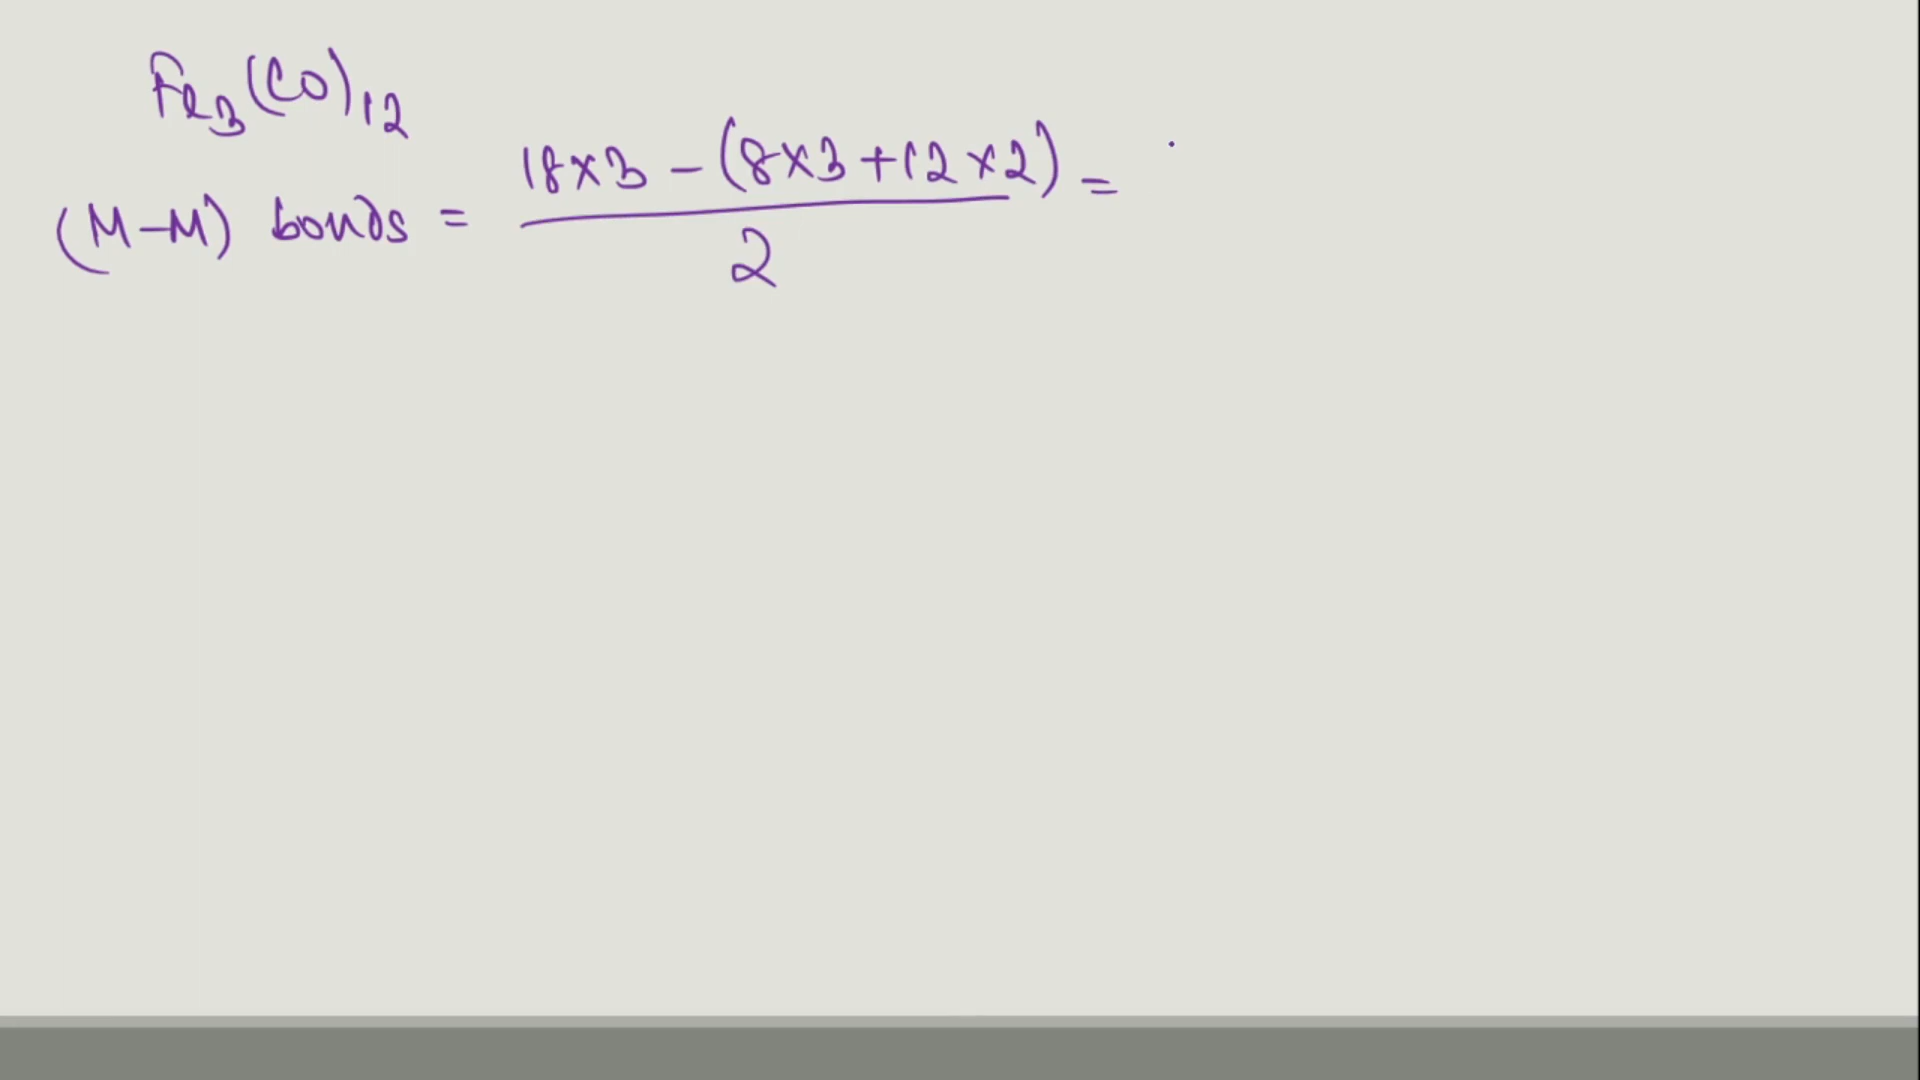 Fe₃(CO)₁₂
(M-M) bonds = 18×3 - (8×3 + 12×2) / 2 =